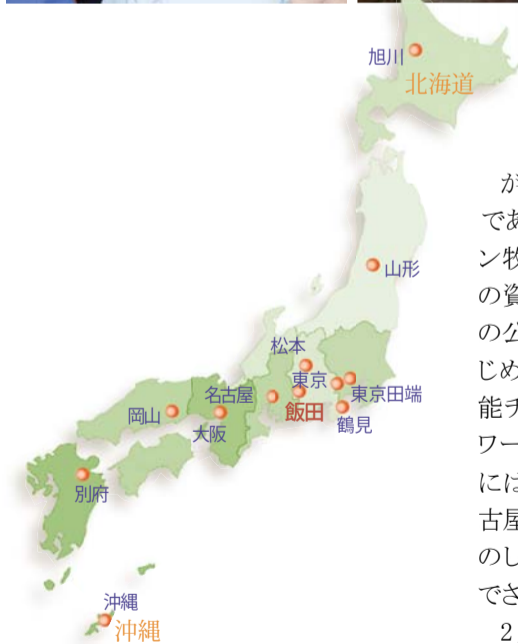 旭川
北海道
山形
松本
東京
東京田端
名古屋
飯田
鶴見
岡山
大阪
別府
沖縄
沖縄
が
であ
ン牧
の資
の公
じめ
能チ
ワー
には
古屋
のし
でさ
2